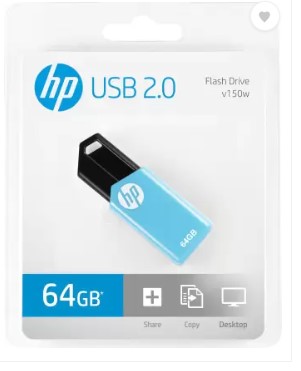 hp USB 2.0
Flash Drive
v150w
hp
64GB
64GB*
Share Copy Desktop